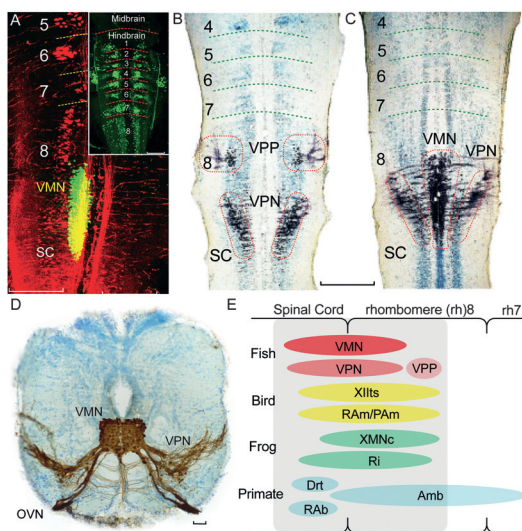 A
5
6
7
8
VMN
SC
Midbrain
Hindbrain
1
2
3
4
5
6
7
8
B
4
5
6
7
8
VPP
VPN
SC
C
4
5
6
7
8
VMN
VPN
SC
D
VMN
VPN
OVN
E
Spinal Cord rhombomere (rh)8 rh7
Fish VMN
VPN VPP
Bird XIIts
RAm/PAm
Frog XMNc
Ri
Primate Drt Amb
RAb